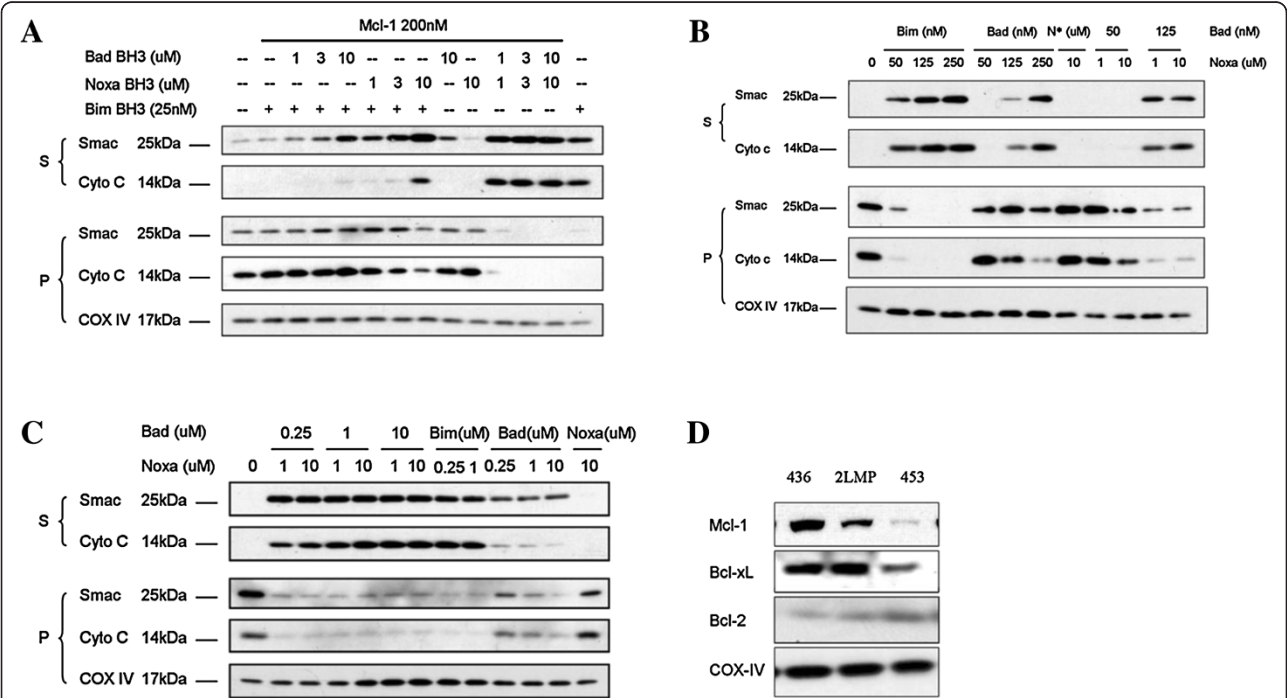 A
Mcl-1 200nM
Bad BH3 (uM) -- -- 1 3 10 -- -- -- 10 -- 1 3 10 --
Noxa BH3 (uM) -- -- -- -- -- 1 3 10 -- 10 1 3 10 --
Bim BH3 (25nM) -- + + + + + + + -- -- -- -- -- +
S
Smac 25kDa
Cyto C 14kDa
P
Smac 25kDa
Cyto C 14kDa
COX IV 17kDa
B
Bim (nM) Bad (nM) N* (uM) 50 125 Bad (nM)
0 50 125 250 50 125 250 10 1 10 1 10 Noxa (uM)
S
Smac 25kDa
Cyto c 14kDa
P
Smac 25kDa
Cyto c 14kDa
COX IV 17kDa
C
Bad (uM) 0.25 1 10 Bim(uM) Bad(uM) Noxa(uM)
Noxa (uM) 0 1 10 1 10 1 10 0.25 1 0.25 1 10 10
S
Smac 25kDa
Cyto C 14kDa
P
Smac 25kDa
Cyto C 14kDa
COX IV 17kDa
D
436 2LMP 453
Mcl-1
Bcl-xL
Bcl-2
COX-IV